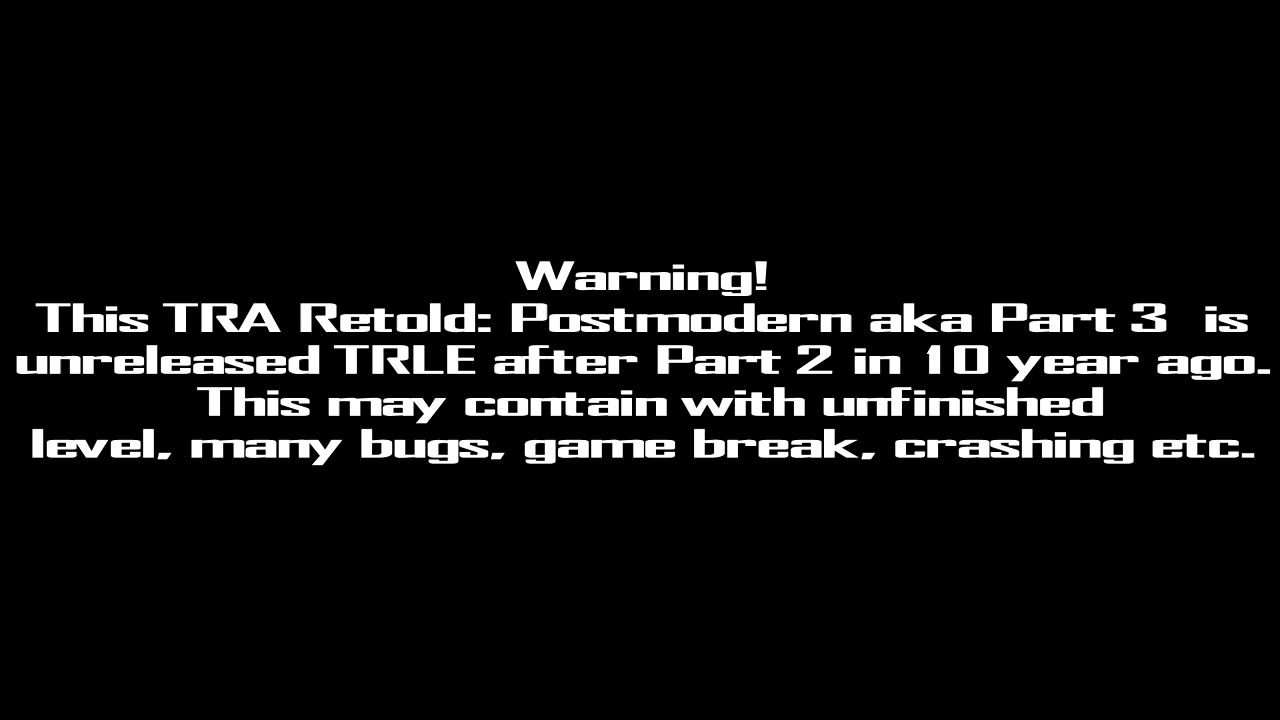 Warning!
This TRA Retold: Postmodern aka Part 3 is
unreleased TRLE after Part 2 in 10 year ago.
This may contain with unfinished
level, many bugs, game break, crashing etc.